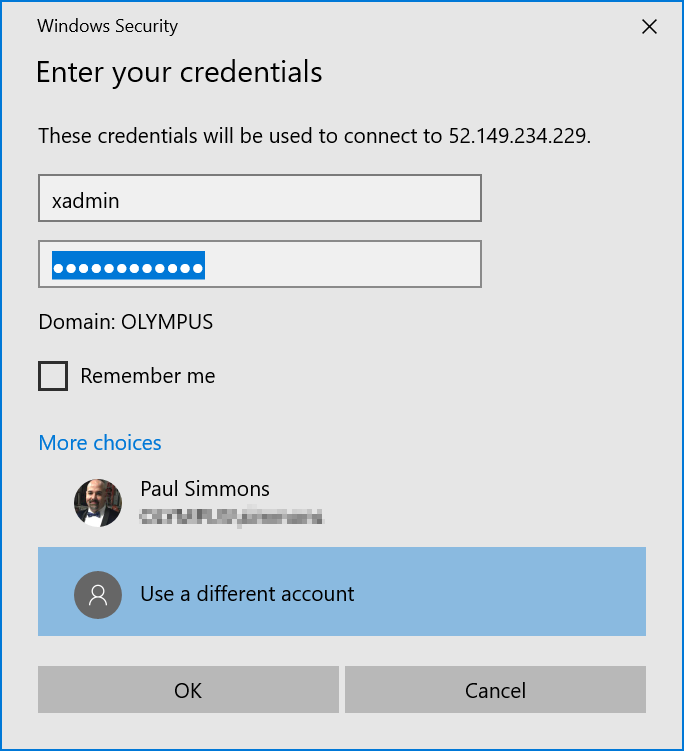 Windows Security
Enter your credentials
These credentials will be used to connect to 52.149.234.229.
xadmin
Domain: OLYMPUS
Remember me
More choices
Paul Simmons
Use a different account
OK
Cancel